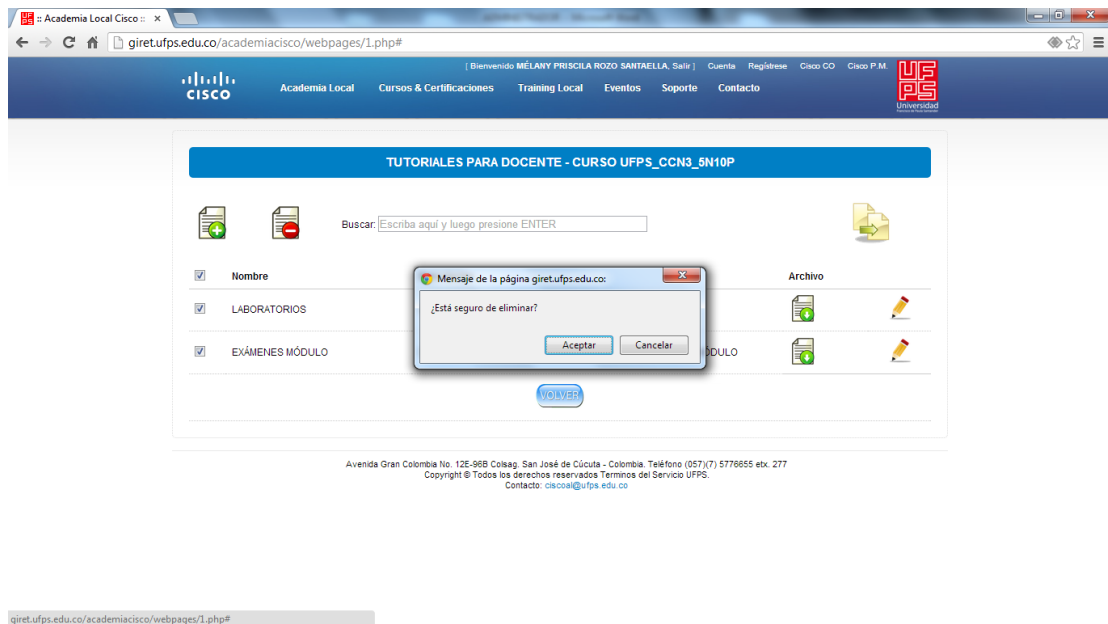 :: Academia Local Cisco ::
giret.ufps.edu.co/academiacisco/webpages/1.php#
[ Bienvenido MÉLANY PRISCILA ROZO SANTAELLA, Salir ] Cuenta Regístrese Cisco CO Cisco P.M.
CISCO
Academia Local Cursos & Certificaciones Training Local Eventos Soporte Contacto
UFPS
Universidad
TUTORIALES PARA DOCENTE - CURSO UFPS_CCN3_5N10P
Buscar: Escriba aquí y luego presione ENTER
Nombre Archivo
Mensaje de la página giret.ufps.edu.co:
¿Está seguro de eliminar?
Aceptar Cancelar
LABORATORIOS
EXÁMENES MÓDULO
VOLVER
Avenida Gran Colombia No. 12E-96B Colsag. San José de Cúcuta - Colombia. Teléfono (057)(7) 5776655 etx. 277
Copyright © Todos los derechos reservados Terminos del Servicio UFPS.
Contacto: ciscoal@ufps.edu.co
giret.ufps.edu.co/academiacisco/webpages/1.php#